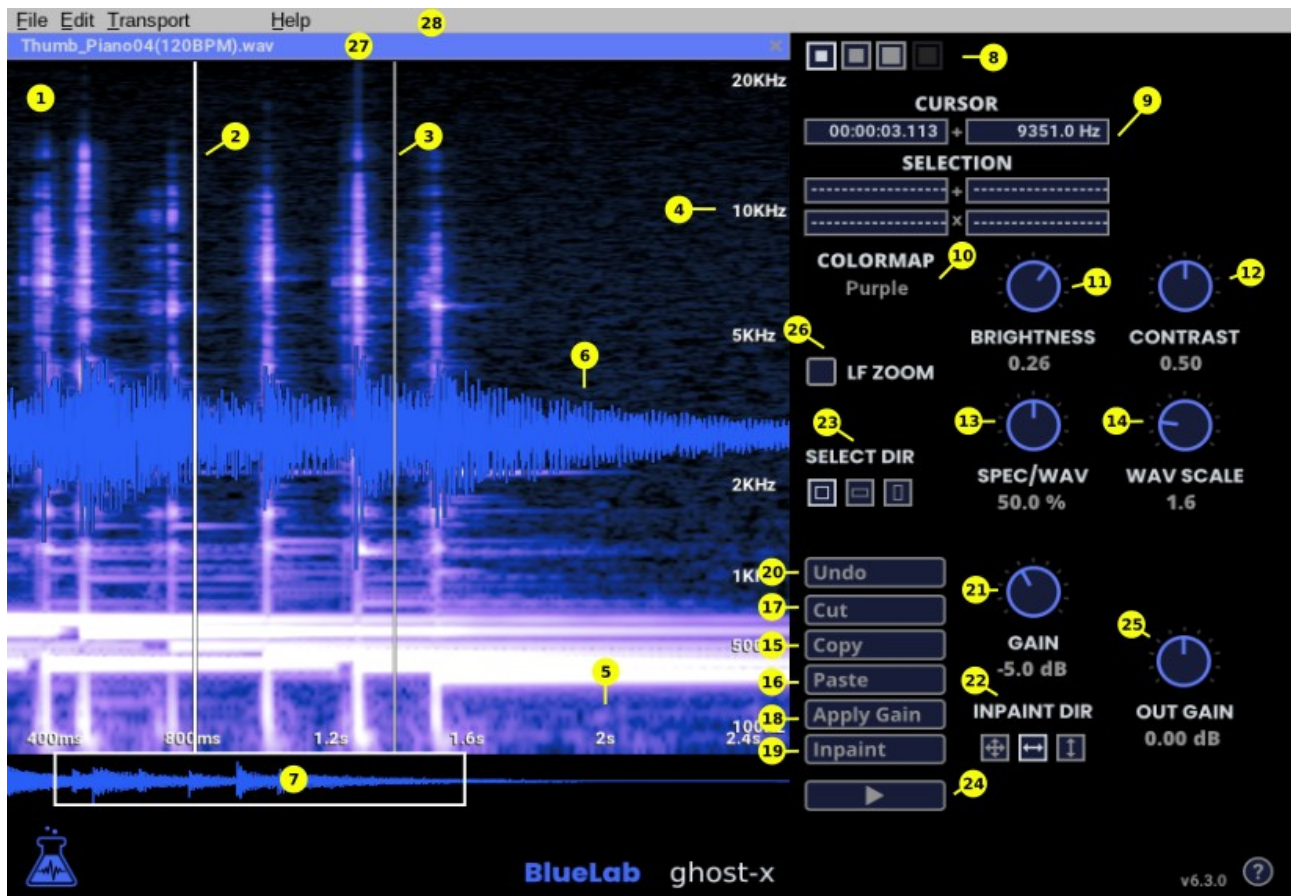 File Edit Transport Help 28
Thumb_Piano04(120BPM).wav 27 ×
8
1
20KHz
CURSOR 9
2 3
00:00:03.113 + 9351.0 Hz
SELECTION
------------------ + ------------------
4 10KHz
------------------ x ------------------
COLORMAP 10
Purple
11 12
26 5KHz
BRIGHTNESS CONTRAST
6
0.26 0.50
LF ZOOM
23 13 14
SELECT DIR
2KHz
SPEC/WAV WAV SCALE
50.0 % 1.6
20 Undo
1K
21
17 Cut
25
15 Copy
GAIN
500
-5.0 dB
5
16 Paste
22
18 Apply Gain
INPAINT DIR OUT GAIN
100Hz
0.00 dB
400ms 800ms 1.2s 1.6s 2s 2.4s
19 Inpaint
7
24
BlueLab ghost-x
v6.3.0 ?